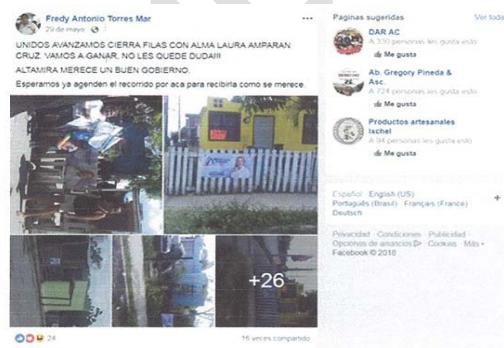 Fredy Antonio Torres Mar
29 de mayo
UNIDOS AVANZAMOS CIERRA FILAS CON ALMA LAURA AMPARAN
CRUZ. VAMOS A GANAR, NO LES QUEDE DUDA!!!
ALTAMIRA MERECE UN BUEN GOBIERNO.
Esperamos ya agenden el recorrido por aca para recibirla como se merece.
+26
24
16 veces compartido
Páginas sugeridas
Ver todas
DAR AC
A 330 personas les gusta esto
Me gusta
Ab. Gregory Pineda &
Asc.
A 724 personas les gusta esto
Me gusta
Productos artesanales
Ixchel
A 94 personas les gusta esto
Me gusta
Español · English (US)
Português (Brasil) · Français (France)
Deutsch
+
Privacidad · Condiciones · Publicidad ·
Opciones de anuncios · Cookies · Más
Facebook © 2018